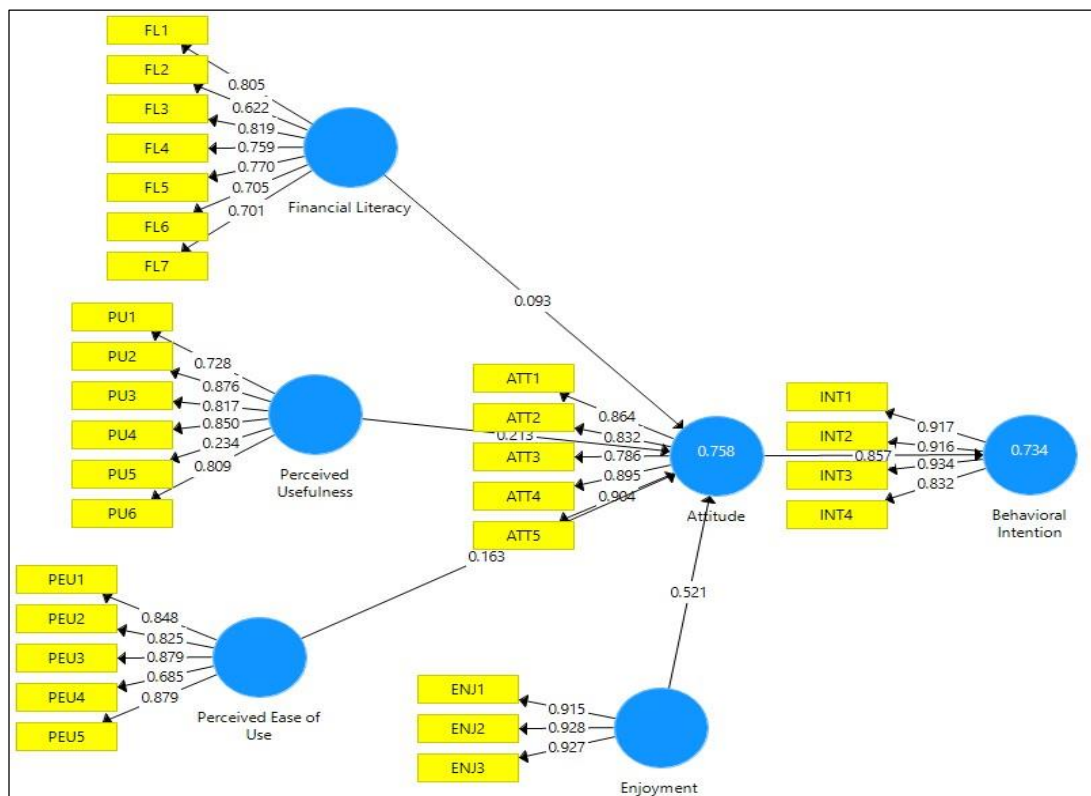 FL1
FL2
FL3
FL4
FL5
FL6
FL7
0.805
0.622
0.819
0.759
0.770
0.705
0.701
Financial Literacy
0.093
PU1
PU2
PU3
PU4
PU5
PU6
0.728
0.876
0.817
0.850
0.234
0.809
Perceived
Usefulness
0.213
ATT1
ATT2
ATT3
ATT4
ATT5
0.864
0.832
0.786
0.895
0.904
0.758
Attitude
0.857
INT1
INT2
INT3
INT4
0.917
0.916
0.934
0.832
0.734
Behavioral
Intention
PEU1
PEU2
PEU3
PEU4
PEU5
0.848
0.825
0.879
0.685
0.879
Perceived Ease of
Use
0.163
0.521
ENJ1
ENJ2
ENJ3
0.915
0.928
0.927
Enjoyment